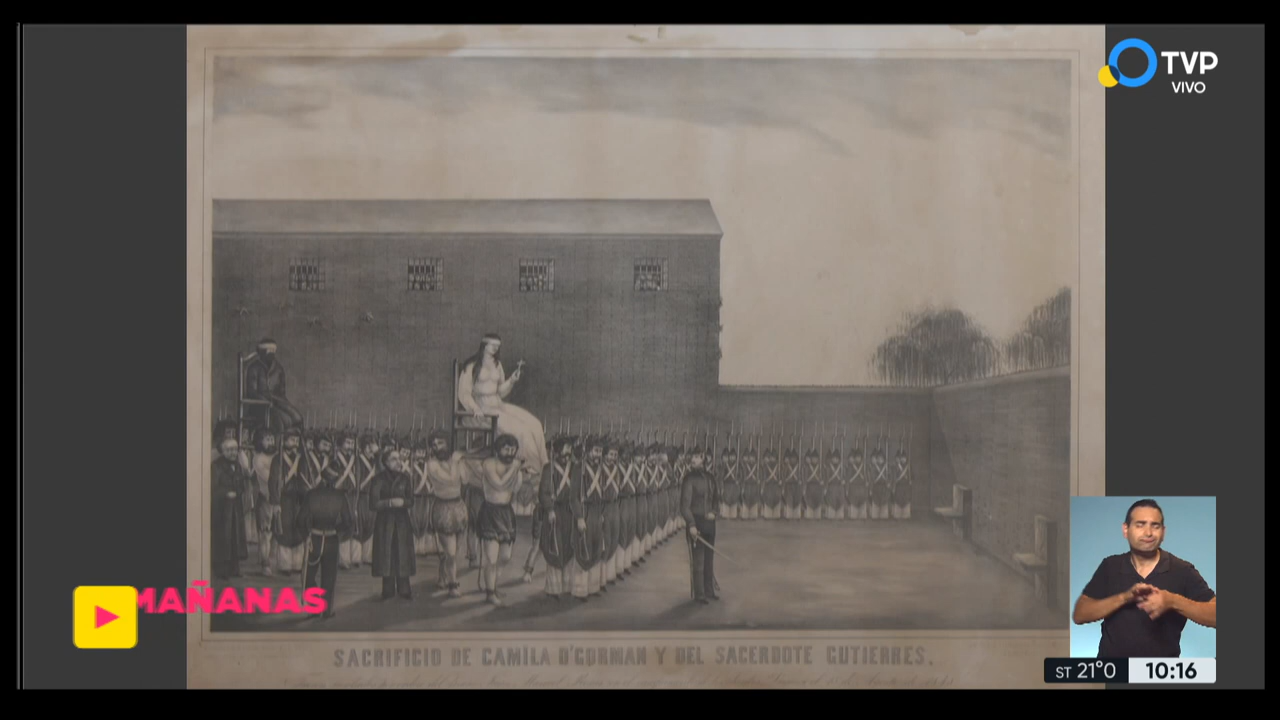 TVP
VIVO
MAÑANAS
SACRIFICIO DE CAMILA O'GORMAN Y DEL SACERDOTE GUTIERRES.
ST 21°0
10:16